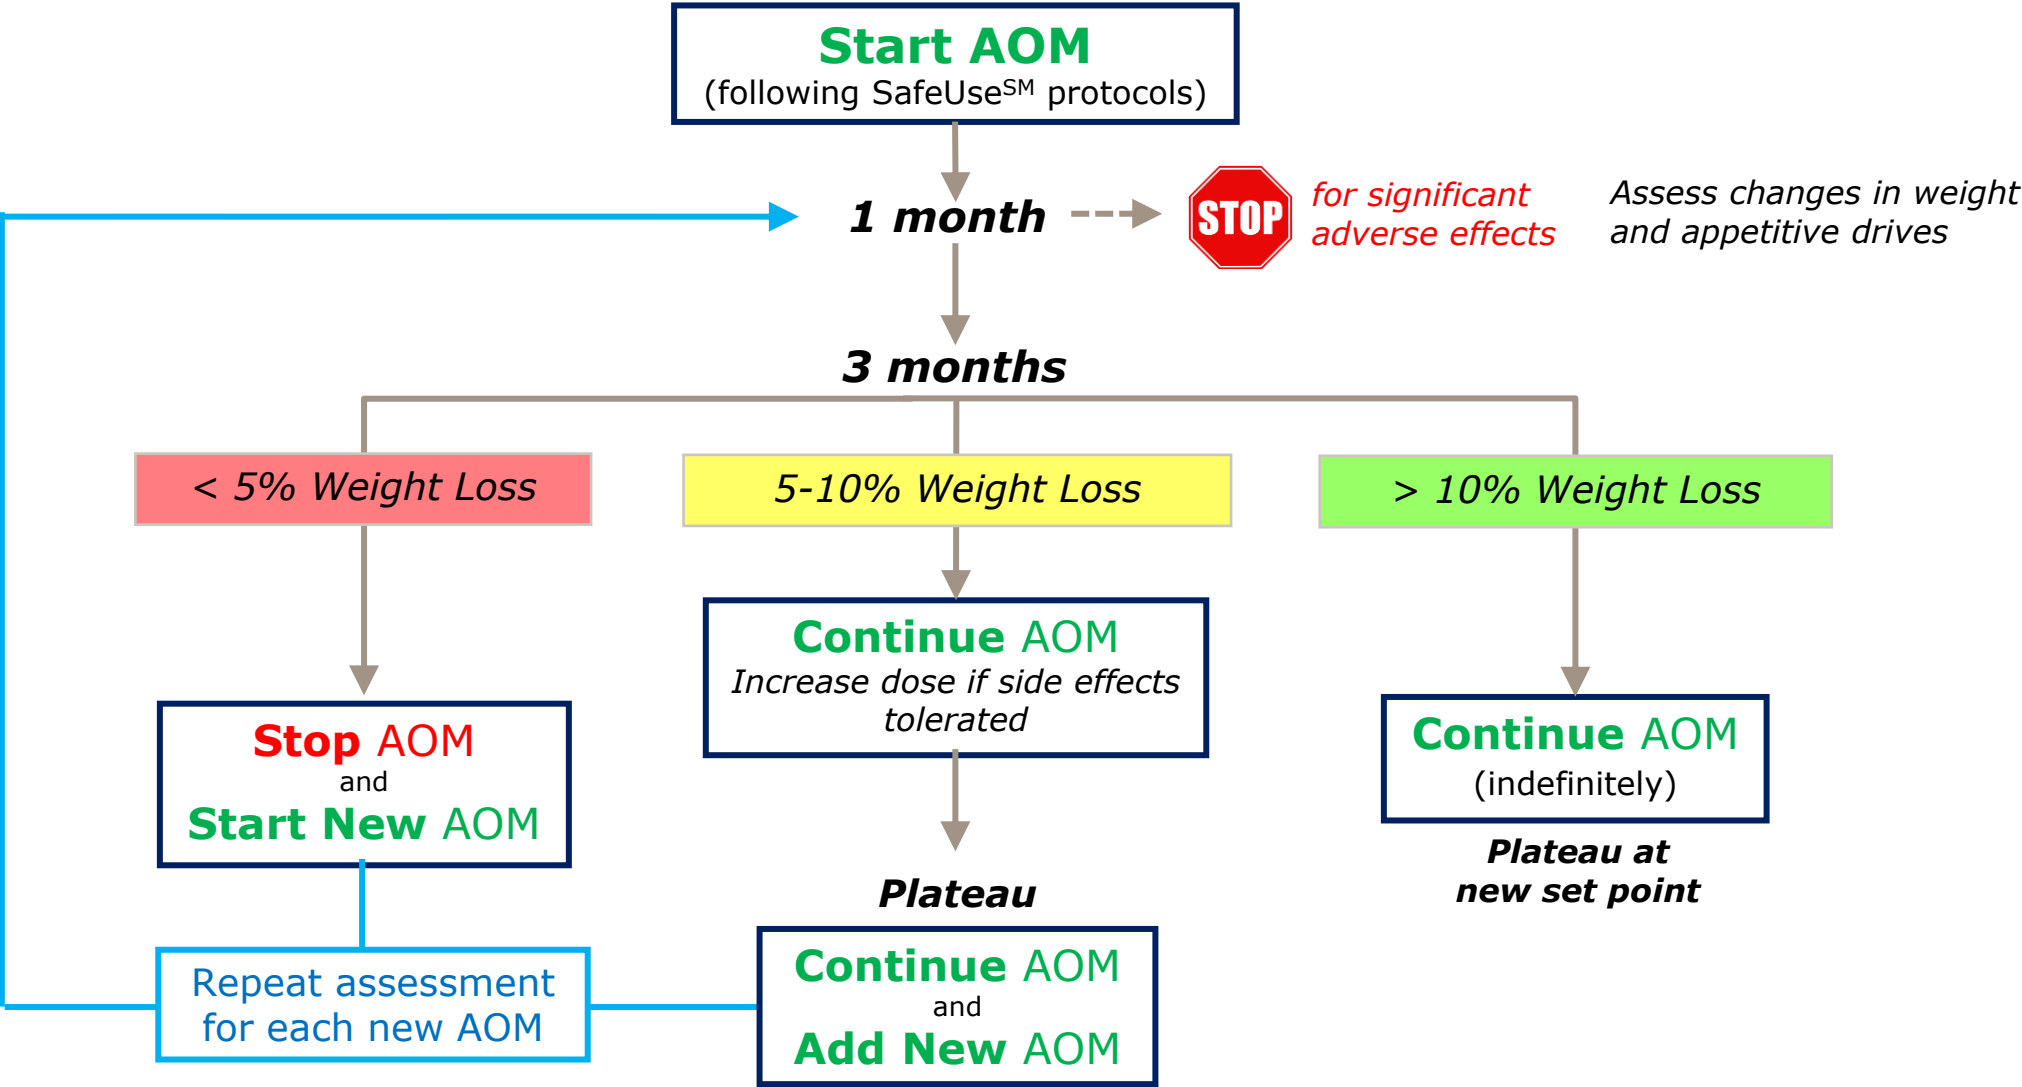 Start AOM
(following SafeUseSM protocols)
1 month
STOP
for significant
adverse effects
Assess changes in weight
and appetitive drives
3 months
< 5% Weight Loss
5-10% Weight Loss
> 10% Weight Loss
Stop AOM
and
Start New AOM
Continue AOM
Increase dose if side effects
tolerated
Continue AOM
(indefinitely)
Plateau at
new set point
Plateau
Continue AOM
and
Add New AOM
Repeat assessment
for each new AOM